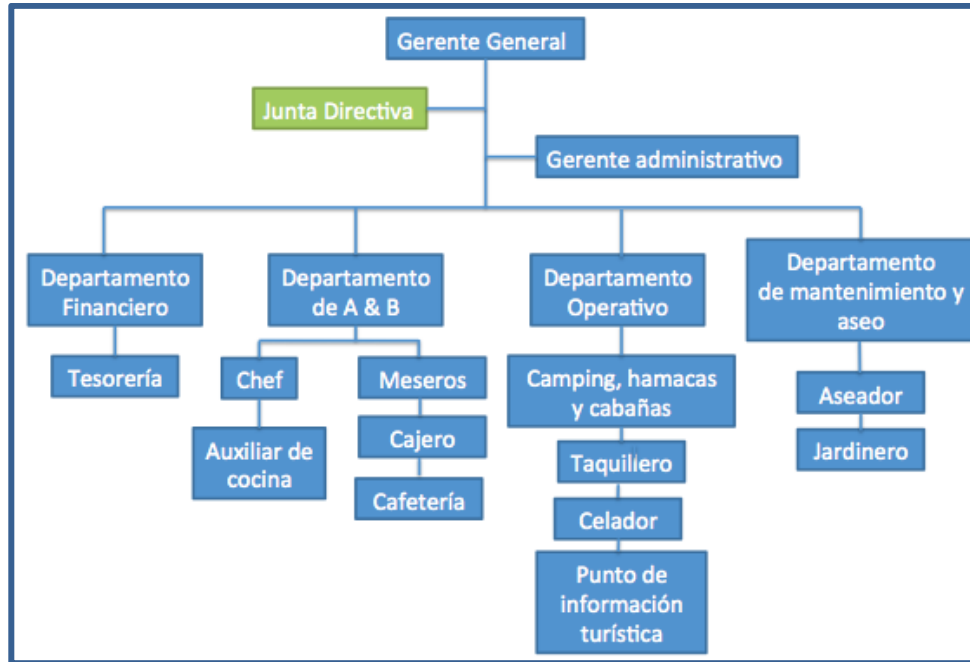 Gerente General
Junta Directiva
Gerente administrativo
Departamento
Financiero
Tesorería
Departamento
de A & B
Chef
Auxiliar de
cocina
Meseros
Cajero
Cafetería
Departamento
Operativo
Camping, hamacas
y cabañas
Taquillero
Celador
Punto de
información
turística
Departamento
de mantenimiento y
aseo
Aseador
Jardinero